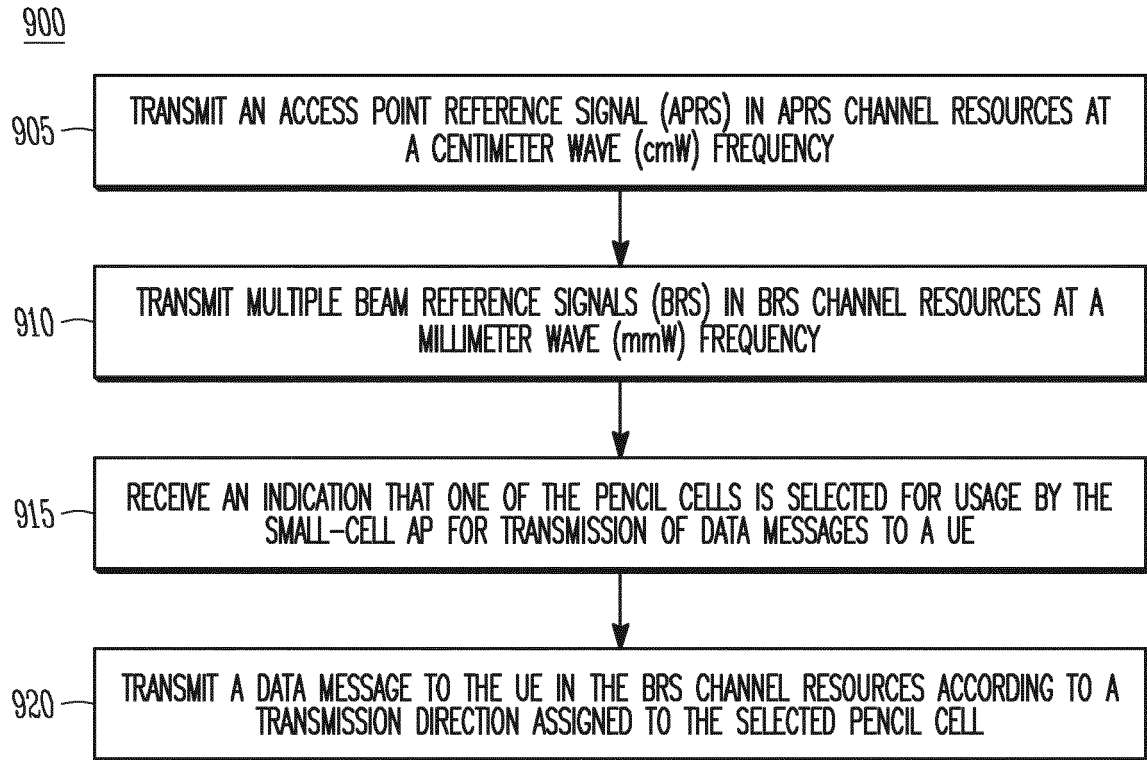 900
905
TRANSMIT AN ACCESS POINT REFERENCE SIGNAL (APRS) IN APRS CHANNEL RESOURCES AT
A CENTIMETER WAVE (cmW) FREQUENCY
910
TRANSMIT MULTIPLE BEAM REFERENCE SIGNALS (BRS) IN BRS CHANNEL RESOURCES AT A
MILLIMETER WAVE (mmW) FREQUENCY
915
RECEIVE AN INDICATION THAT ONE OF THE PENCIL CELLS IS SELECTED FOR USAGE BY THE
SMALL-CELL AP FOR TRANSMISSION OF DATA MESSAGES TO A UE
920
TRANSMIT A DATA MESSAGE TO THE UE IN THE BRS CHANNEL RESOURCES ACCORDING TO A
TRANSMISSION DIRECTION ASSIGNED TO THE SELECTED PENCIL CELL